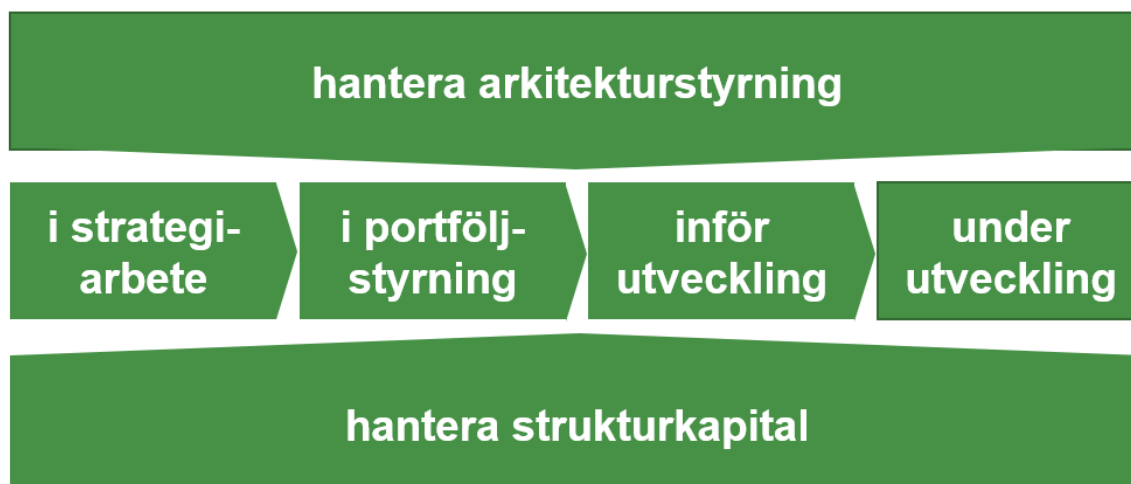 hantera arkitekturstyrning
i strategi-
arbete
i portfölj-
styrning
inför
utveckling
under
utveckling
hantera strukturkapital